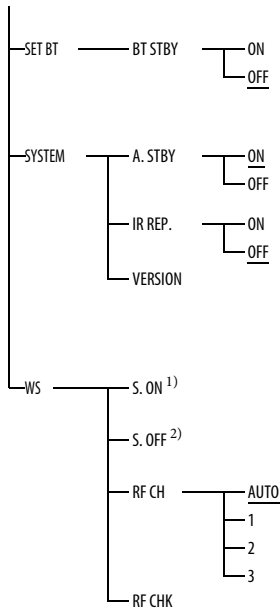 SET BT BT STBY ON
OFF
SYSTEM A. STBY ON
OFF
IR REP. ON
OFF
VERSION
WS S. ON 1)
S. OFF 2)
RF CH AUTO
1
2
3
RF CHK